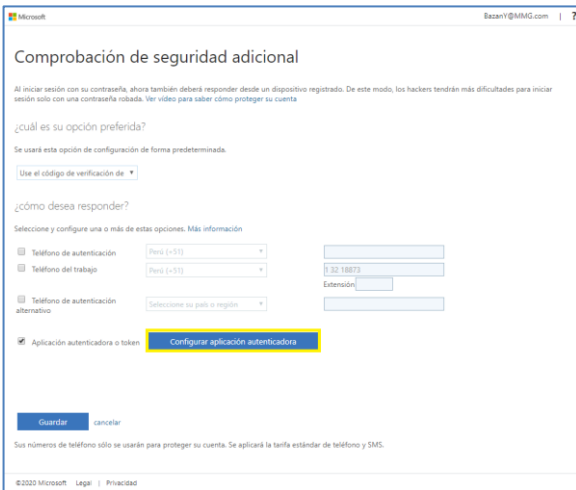 Microsoft
BazanY@MMG.com | ?
Comprobación de seguridad adicional
Al iniciar sesión con su contraseña, ahora también deberá responder desde un dispositivo registrado. De este modo, los hackers tendrán más dificultades para iniciar
sesión solo con una contraseña robada. Ver vídeo para saber cómo proteger su cuenta
¿cuál es su opción preferida?
Se usará esta opción de configuración de forma predeterminada.
Use el código de verificación de
¿cómo desea responder?
Seleccione y configure una o más de estas opciones. Más información
Teléfono de autenticación Perú (+51)
Teléfono del trabajo Perú (+51) 1 32 18873
Extensión
Teléfono de autenticación Seleccione su país o región
alternativo
Aplicación autenticadora o token Configurar aplicación autenticadora
Guardar cancelar
Sus números de teléfono sólo se usarán para proteger su cuenta. Se aplicará la tarifa estándar de teléfono y SMS.
©2020 Microsoft Legal | Privacidad